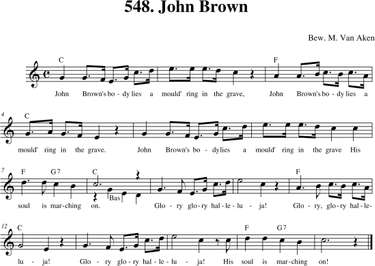 548. John Brown
Bew. M. Van Aken
C F
John Brown's bo - dy lies a mould' ring in the grave, John Brown's bo - dy lies a
4 C
mould' ring in the grave. John Brown's bo - dy lies a mould' ring in the grave His
7 F G7 C F
soul is mar-ching on. Bas Glo - ry glo - ry hal - le - lu - ja! Glo - ry, glo - ry hal - le-
12 C F G7 C
lu - ja! Glo - ry glo - ry hal - le - lu - ja! His soul is mar-ching on!